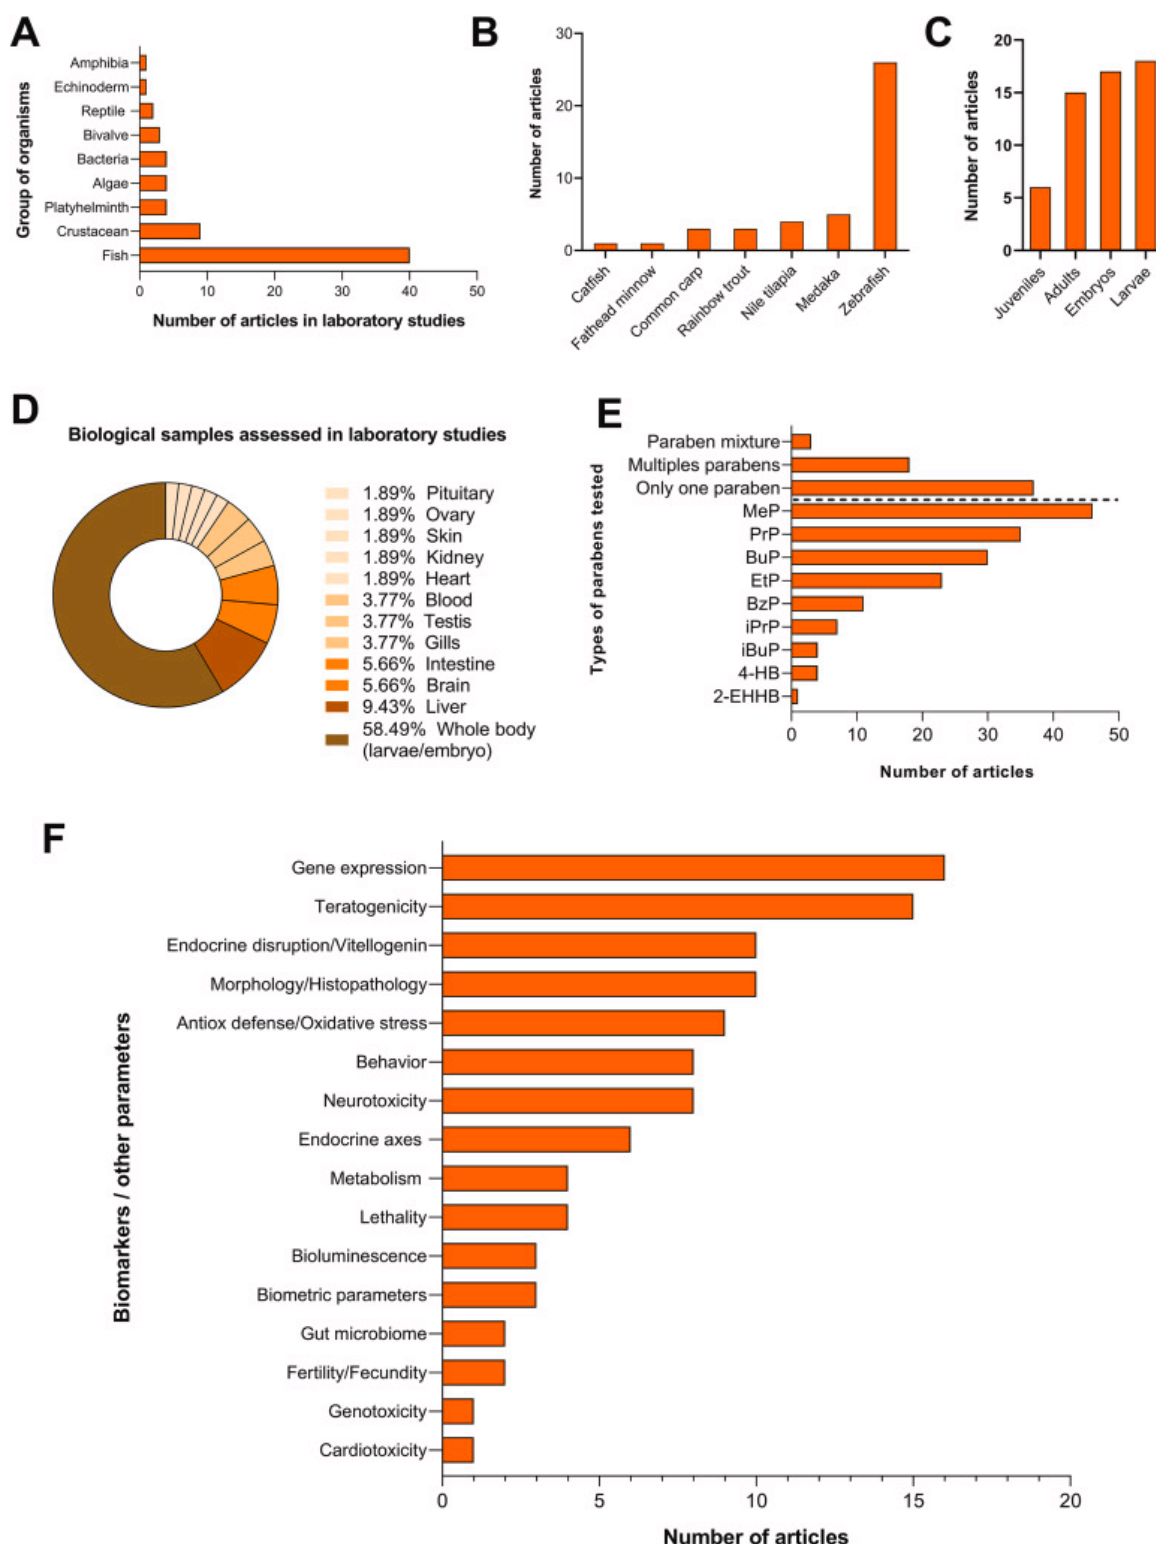 A
Group of organisms
Amphibia
Echinoderm
Reptile
Bivalve
Bacteria
Algae
Platyhelminth
Crustacean
Fish
0 10 20 30 40 50
Number of articles in laboratory studies
B
Number of articles
30
20
10
0
Catfish
Fathead minnow
Common carp
Rainbow trout
Nile tilapia
Medaka
Zebrafish
C
Number of articles
20
15
10
5
0
Juveniles
Adults
Embryos
Larvae
D
Biological samples assessed in laboratory studies
1.89% Pituitary
1.89% Ovary
1.89% Skin
1.89% Kidney
1.89% Heart
3.77% Blood
3.77% Testis
3.77% Gills
5.66% Intestine
5.66% Brain
9.43% Liver
58.49% Whole body
(larvae/embryo)
E
Types of parabens tested
Paraben mixture
Multiples parabens
Only one paraben
MeP
PrP
BuP
EtP
BzP
iPrP
iBuP
4-HB
2-EHHB
0 10 20 30 40 50
Number of articles
F
Biomarkers / other parameters
Gene expression
Teratogenicity
Endocrine disruption/Vitellogenin
Morphology/Histopathology
Antiox defense/Oxidative stress
Behavior
Neurotoxicity
Endocrine axes
Metabolism
Lethality
Bioluminescence
Biometric parameters
Gut microbiome
Fertility/Fecundity
Genotoxicity
Cardiotoxicity
0 5 10 15 20
Number of articles